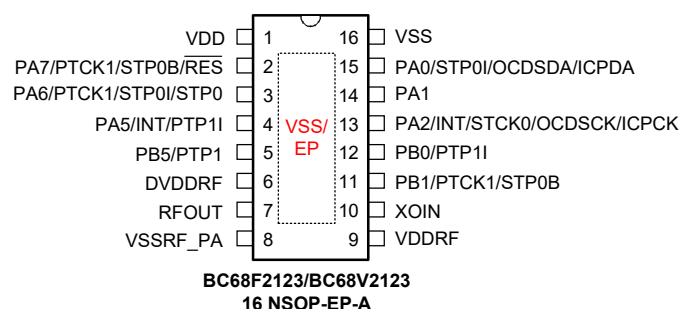 VDD 1 16 VSS
PA7/PTCK1/STP0B/RES 2 15 PA0/STP0I/OCDSDA/ICPDA
PA6/PTCK1/STP0I/STP0 3 14 PA1
PA5/INT/PTP1I 4 VSS/ 13 PA2/INT/STCK0/OCDSCK/ICPCK
PB5/PTP1 5 EP 12 PB0/PTP1I
DVDDRF 6 11 PB1/PTCK1/STP0B
RFOUT 7 10 XOIN
VSSRF_PA 8 9 VDDRF
BC68F2123/BC68V2123
16 NSOP-EP-A